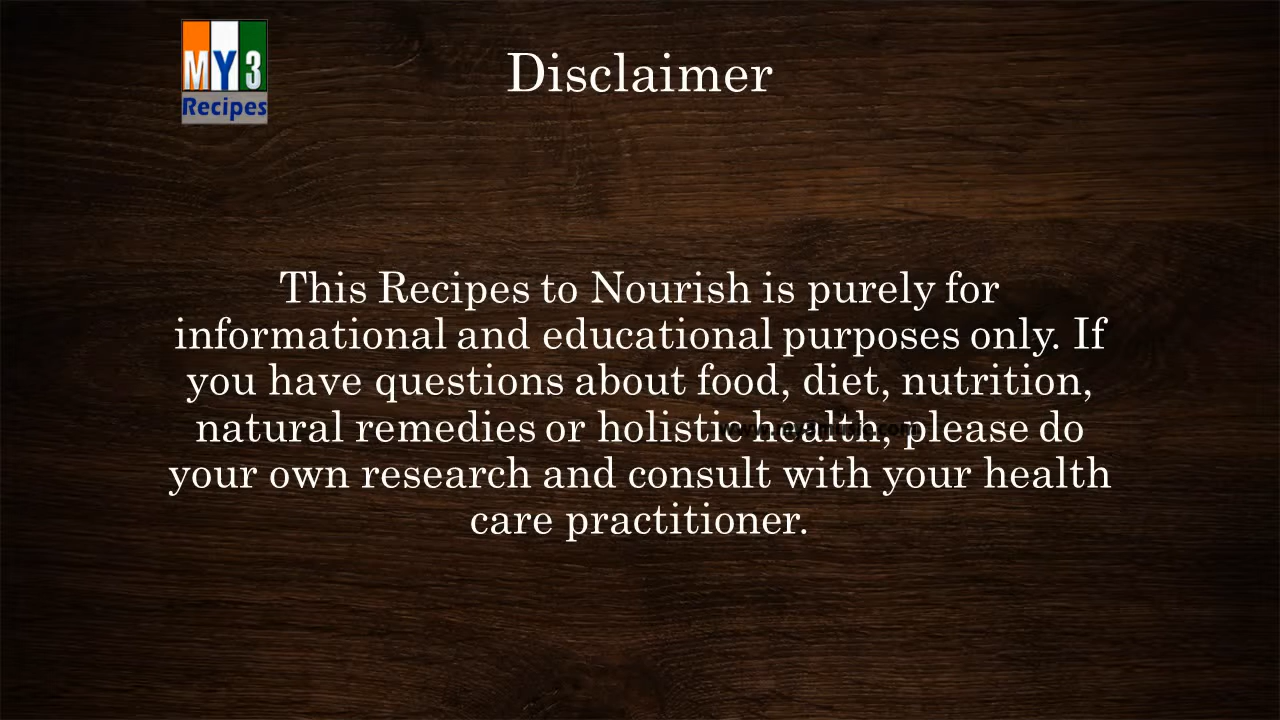 MY3
Recipes
Disclaimer
This Recipes to Nourish is purely for
informational and educational purposes only. If
you have questions about food, diet, nutrition,
natural remedies or holistic health, please do
your own research and consult with your health
care practitioner.